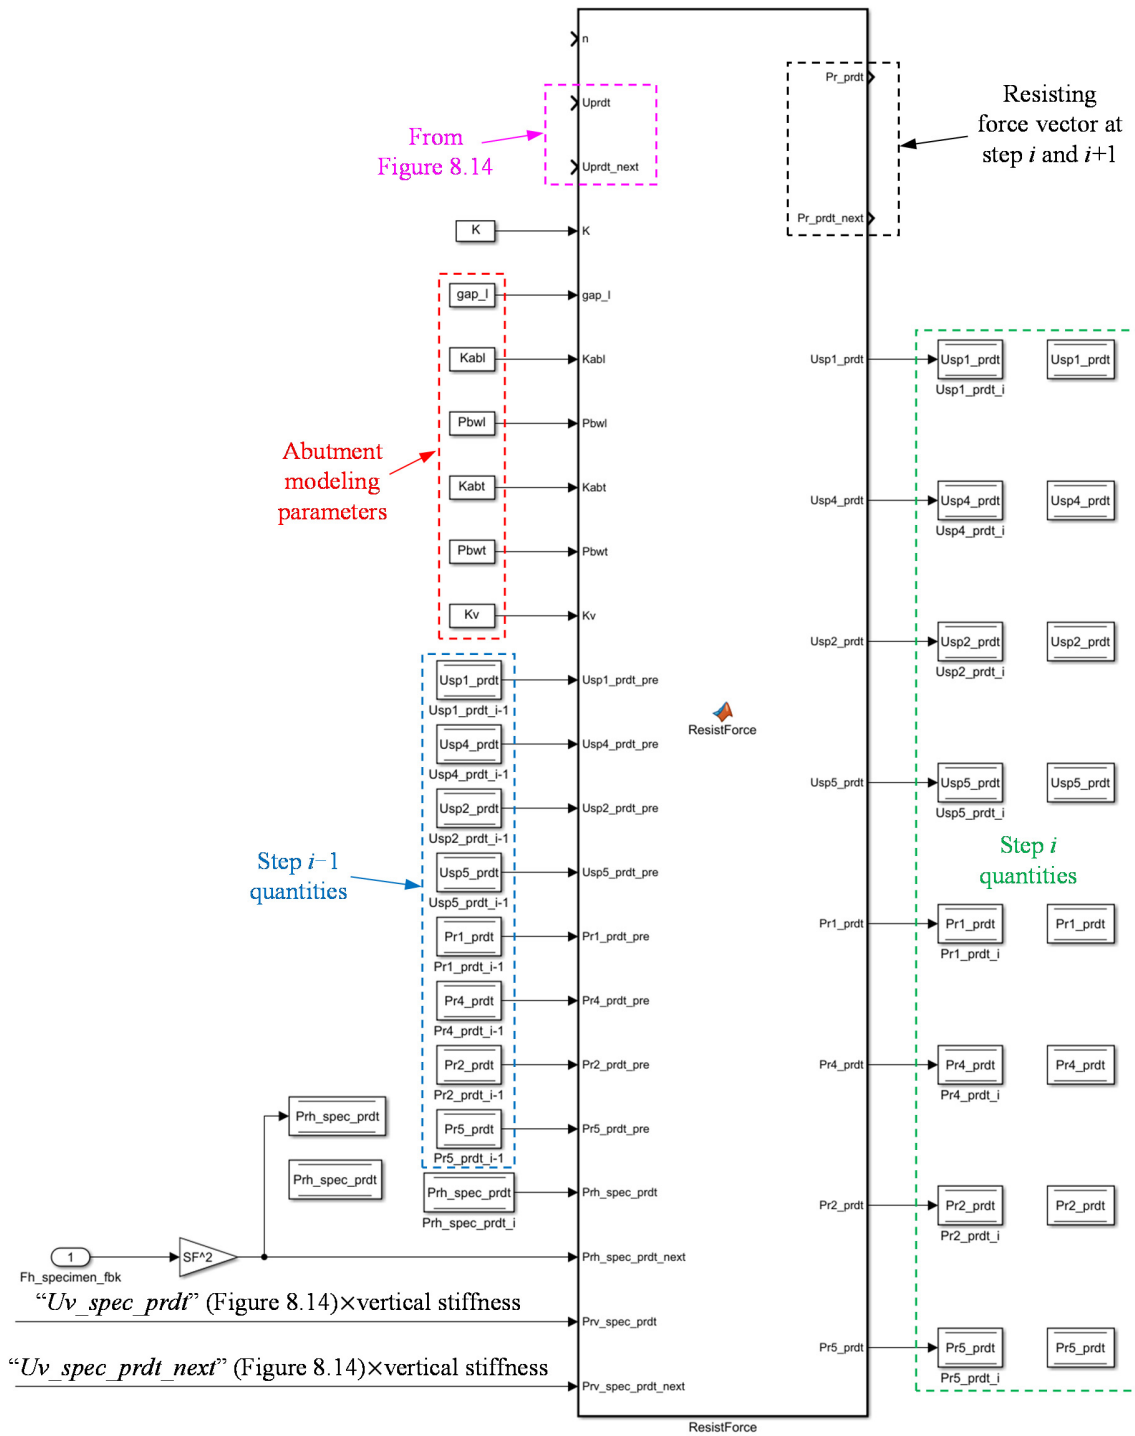 n
Uprdt
Uprdt_next
From
Figure 8.14
Pr_prdt
Pr_prdt_next
Resisting
force vector at
step i and i+1
K
K
gap_l
gap_l
Kabl
Kabl
Pbwl
Pbwl
Kabt
Kabt
Pbwt
Pbwt
Kv
Kv
Abutment
modeling
parameters
Usp1_prdt
Usp1_prdt_i-1
Usp1_prdt_pre
Usp4_prdt
Usp4_prdt_i-1
Usp4_prdt_pre
Usp2_prdt
Usp2_prdt_i-1
Usp2_prdt_pre
Usp5_prdt
Usp5_prdt_i-1
Usp5_prdt_pre
Pr1_prdt
Pr1_prdt_i-1
Pr1_prdt_pre
Pr4_prdt
Pr4_prdt_i-1
Pr4_prdt_pre
Pr2_prdt
Pr2_prdt_i-1
Pr2_prdt_pre
Pr5_prdt
Pr5_prdt_i-1
Pr5_prdt_pre
Step i−1
quantities
Prh_spec_prdt
Prh_spec_prdt
Prh_spec_prdt
Prh_spec_prdt_i
Prh_spec_prdt
1
Fh_specimen_fbk
SF^2
Prh_spec_prdt_next
“Uv_spec_prdt” (Figure 8.14)×vertical stiffness
Prv_spec_prdt
“Uv_spec_prdt_next” (Figure 8.14)×vertical stiffness
Prv_spec_prdt_next
ResistForce
ResistForce
Usp1_prdt
Usp1_prdt
Usp1_prdt_i
Usp1_prdt
Usp4_prdt
Usp4_prdt
Usp4_prdt_i
Usp4_prdt
Usp2_prdt
Usp2_prdt
Usp2_prdt_i
Usp2_prdt
Usp5_prdt
Usp5_prdt
Usp5_prdt_i
Usp5_prdt
Step i
quantities
Pr1_prdt
Pr1_prdt
Pr1_prdt_i
Pr1_prdt
Pr4_prdt
Pr4_prdt
Pr4_prdt_i
Pr4_prdt
Pr2_prdt
Pr2_prdt
Pr2_prdt_i
Pr2_prdt
Pr5_prdt
Pr5_prdt
Pr5_prdt_i
Pr5_prdt